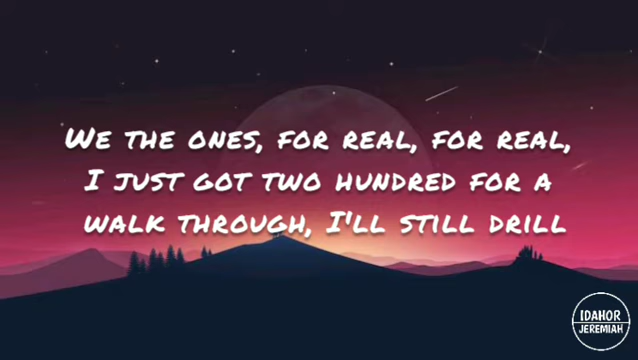 We the ones, for real, for real,
I just got two hundred for a
walk through, I'll still drill
IDAHOR
JEREMIAH